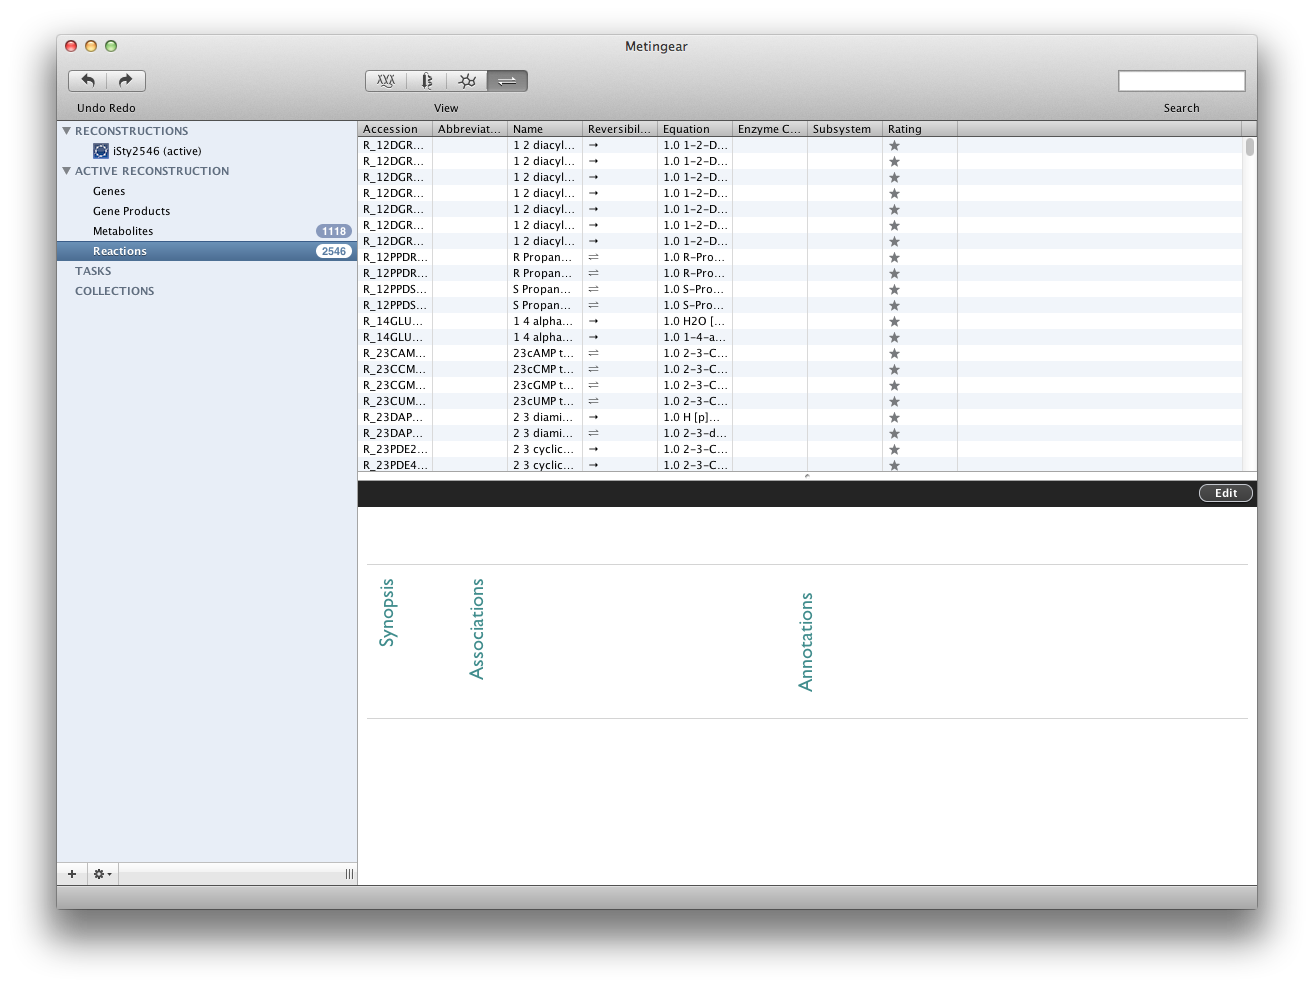 Metingear
Undo Redo
View
Search
RECONSTRUCTIONS
iSty2546 (active)
ACTIVE RECONSTRUCTION
Genes
Gene Products
Metabolites 1118
Reactions 2546
TASKS
COLLECTIONS
Accession Abbreviat... Name Reversibil... Equation Enzyme C... Subsystem Rating
R_12DGR... 1 2 diacyl... → 1.0 1-2-D... ★
R_12DGR... 1 2 diacyl... → 1.0 1-2-D... ★
R_12DGR... 1 2 diacyl... → 1.0 1-2-D... ★
R_12DGR... 1 2 diacyl... → 1.0 1-2-D... ★
R_12DGR... 1 2 diacyl... → 1.0 1-2-D... ★
R_12DGR... 1 2 diacyl... → 1.0 1-2-D... ★
R_12DGR... 1 2 diacyl... → 1.0 1-2-D... ★
R_12PPDR... R Propan... ⇌ 1.0 R-Pro... ★
R_12PPDR... R Propan... ⇌ 1.0 R-Pro... ★
R_12PPDS... S Propan... ⇌ 1.0 S-Pro... ★
R_12PPDS... S Propan... ⇌ 1.0 S-Pro... ★
R_14GLU... 1 4 alpha... → 1.0 H2O [... ★
R_14GLU... 1 4 alpha... → 1.0 1-4-a... ★
R_23CAM... 23cAMP t... ⇌ 1.0 2-3-C... ★
R_23CCM... 23cCMP t... ⇌ 1.0 2-3-C... ★
R_23CGM... 23cGMP t... ⇌ 1.0 2-3-C... ★
R_23CUM... 23cUMP t... ⇌ 1.0 2-3-C... ★
R_23DAP... 2 3 diami... → 1.0 H [p]... ★
R_23DAP... 2 3 diami... ⇌ 1.0 2-3-d... ★
R_23PDE2... 2 3 cyclic... → 1.0 2-3-C... ★
R_23PDE4... 2 3 cyclic... → 1.0 2-3-C... ★
Edit
Synopsis
Associations
Annotations